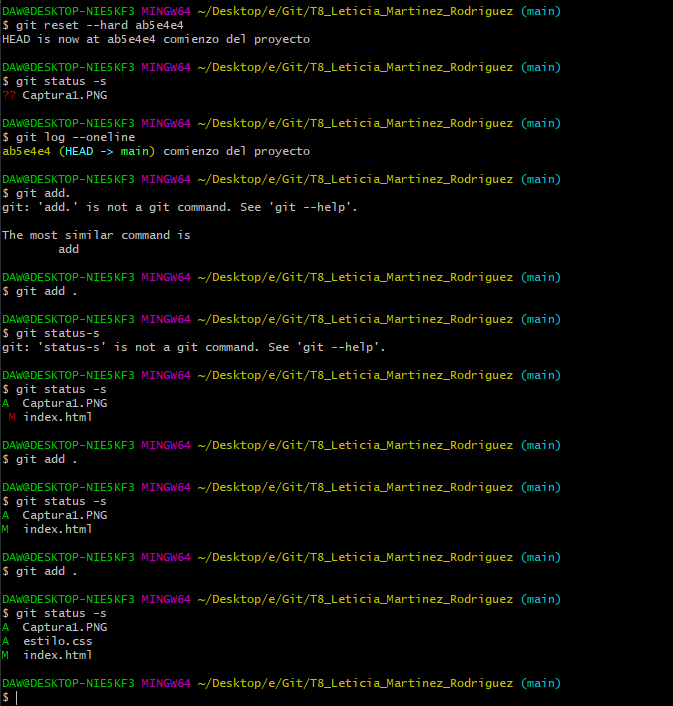 DAW@DESKTOP-NIE5KF3 MINGW64 ~/Desktop/e/Git/T8_Leticia_Martinez_Rodriguez (main)
$ git reset --hard ab5e4e4
HEAD is now at ab5e4e4 comienzo del proyecto
DAW@DESKTOP-NIE5KF3 MINGW64 ~/Desktop/e/Git/T8_Leticia_Martinez_Rodriguez (main)
$ git status -s
?? Captura1.PNG
DAW@DESKTOP-NIE5KF3 MINGW64 ~/Desktop/e/Git/T8_Leticia_Martinez_Rodriguez (main)
$ git log --oneline
ab5e4e4 (HEAD -> main) comienzo del proyecto
DAW@DESKTOP-NIE5KF3 MINGW64 ~/Desktop/e/Git/T8_Leticia_Martinez_Rodriguez (main)
$ git add.
git: 'add.' is not a git command. See 'git --help'.
The most similar command is
add
DAW@DESKTOP-NIE5KF3 MINGW64 ~/Desktop/e/Git/T8_Leticia_Martinez_Rodriguez (main)
$ git add .
DAW@DESKTOP-NIE5KF3 MINGW64 ~/Desktop/e/Git/T8_Leticia_Martinez_Rodriguez (main)
$ git status-s
git: 'status-s' is not a git command. See 'git --help'.
DAW@DESKTOP-NIE5KF3 MINGW64 ~/Desktop/e/Git/T8_Leticia_Martinez_Rodriguez (main)
$ git status -s
A  Captura1.PNG
 M index.html
DAW@DESKTOP-NIE5KF3 MINGW64 ~/Desktop/e/Git/T8_Leticia_Martinez_Rodriguez (main)
$ git add .
DAW@DESKTOP-NIE5KF3 MINGW64 ~/Desktop/e/Git/T8_Leticia_Martinez_Rodriguez (main)
$ git status -s
A  Captura1.PNG
M  index.html
DAW@DESKTOP-NIE5KF3 MINGW64 ~/Desktop/e/Git/T8_Leticia_Martinez_Rodriguez (main)
$ git add .
DAW@DESKTOP-NIE5KF3 MINGW64 ~/Desktop/e/Git/T8_Leticia_Martinez_Rodriguez (main)
$ git status -s
A  Captura1.PNG
A  estilo.css
M  index.html
DAW@DESKTOP-NIE5KF3 MINGW64 ~/Desktop/e/Git/T8_Leticia_Martinez_Rodriguez (main)
$